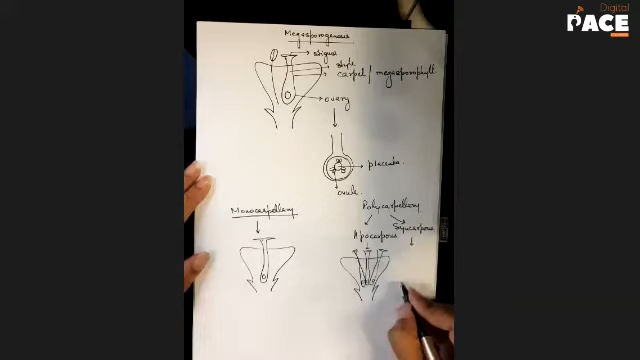 Digital
PACE
Megasporogenesis
stigma
style
carpel / megasporophyll
ovary
placenta
ovule
Polycarpellary
Monocarpellary
Syncarpous
Apocarpous